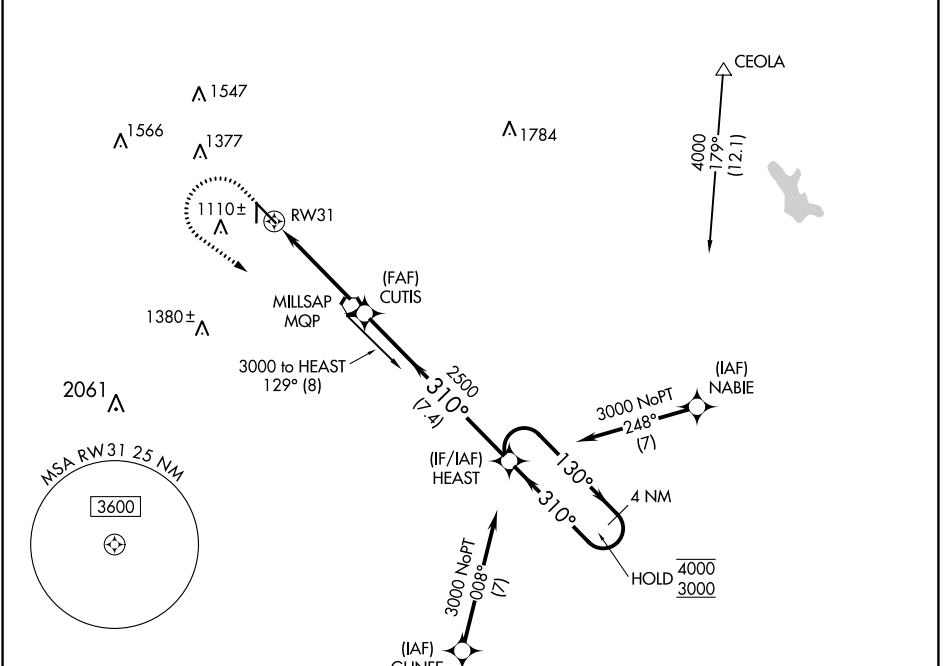 CEOLA
1547
1566
1377
1784
4000
179°
(12.1)
1110±
RW31
(FAF)
CUTIS
MILLSAP
MQP
1380±
3000 to HEAST
129° (8)
2500
310°
(7.4)
(IAF)
NABIE
3000 NoPT
248°
(7)
2061
MSA RW31 25 NM
3600
(IF/IAF)
HEAST
130°
310°
4 NM
HOLD
4000
3000
3000 NoPT
008°
(7)
(IAF)